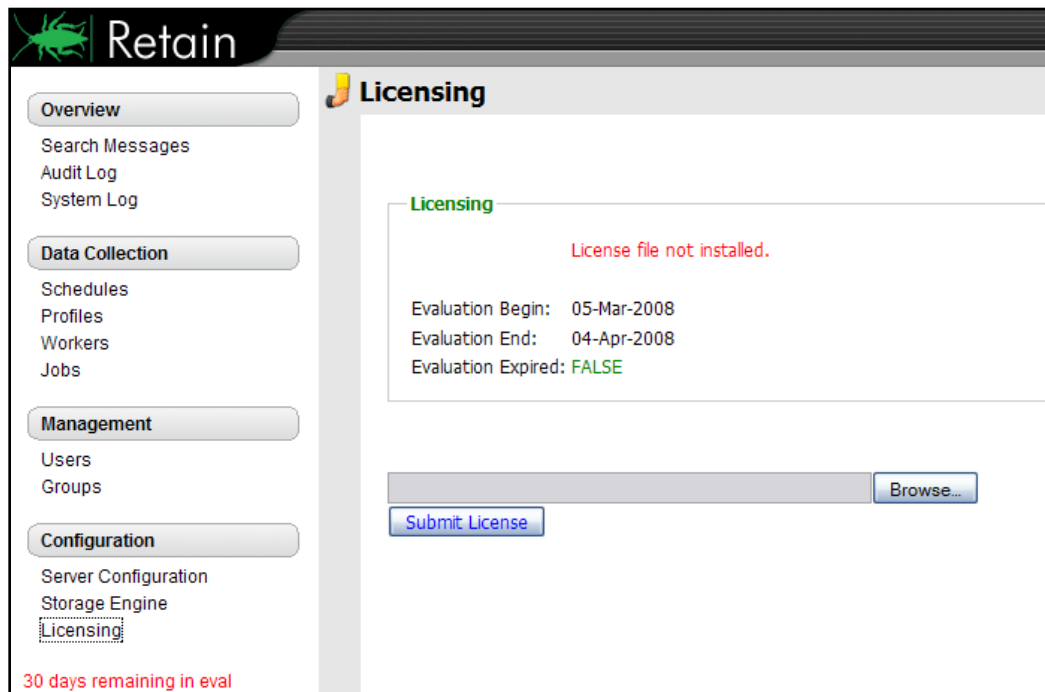 Retain
Overview
Search Messages
Audit Log
System Log
Data Collection
Schedules
Profiles
Workers
Jobs
Management
Users
Groups
Configuration
Server Configuration
Storage Engine
Licensing
30 days remaining in eval
Licensing
Licensing
License file not installed.
Evaluation Begin: 05-Mar-2008
Evaluation End: 04-Apr-2008
Evaluation Expired: FALSE
Browse...
Submit License